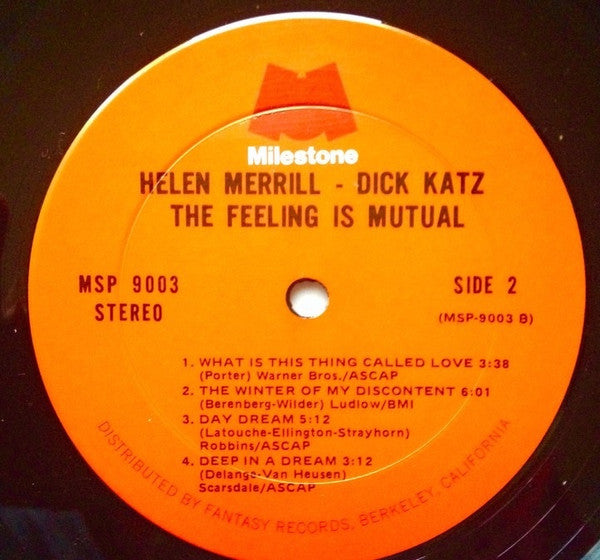 Milestone
HELEN MERRILL - DICK KATZ
THE FEELING IS MUTUAL
MSP 9003
STEREO
SIDE 2
(MSP-9003 B)
1. WHAT IS THIS THING CALLED LOVE 3:38
(Porter) Warner Bros./ASCAP
2. THE WINTER OF MY DISCONTENT 6:01
(Berenberg-Wilder) Ludlow/BMI
3. DAY DREAM 5:12
(Latouche-Ellington-Strayhorn)
Robbins/ASCAP
4. DEEP IN A DREAM 3:12
(Delange-Van Heusen)
Scarsdale/ASCAP
DISTRIBUTED BY FANTASY RECORDS, BERKELEY, CALIFORNIA